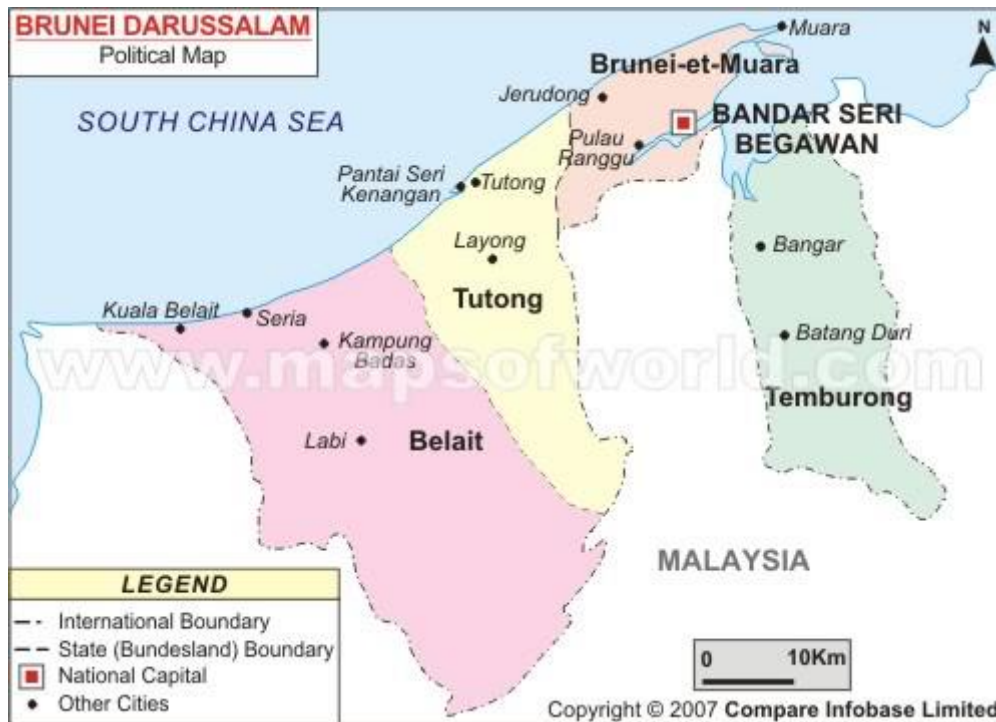 BRUNEI DARUSSALAM
Political Map
N
Muara
Brunei-et-Muara
Jerudong
SOUTH CHINA SEA
BANDAR SERI
BEGAWAN
Pulau
Ranggu
Pantai Seri
Kenangan
Tutong
Layong
Bangar
Tutong
Kuala Belait
Seria
Kampung
Badas
Batang Duri
www.mapsofworld.com
Temburong
Labi
Belait
MALAYSIA
LEGEND
International Boundary
State (Bundesland) Boundary
National Capital
Other Cities
0 10Km
Copyright © 2007 Compare Infobase Limited